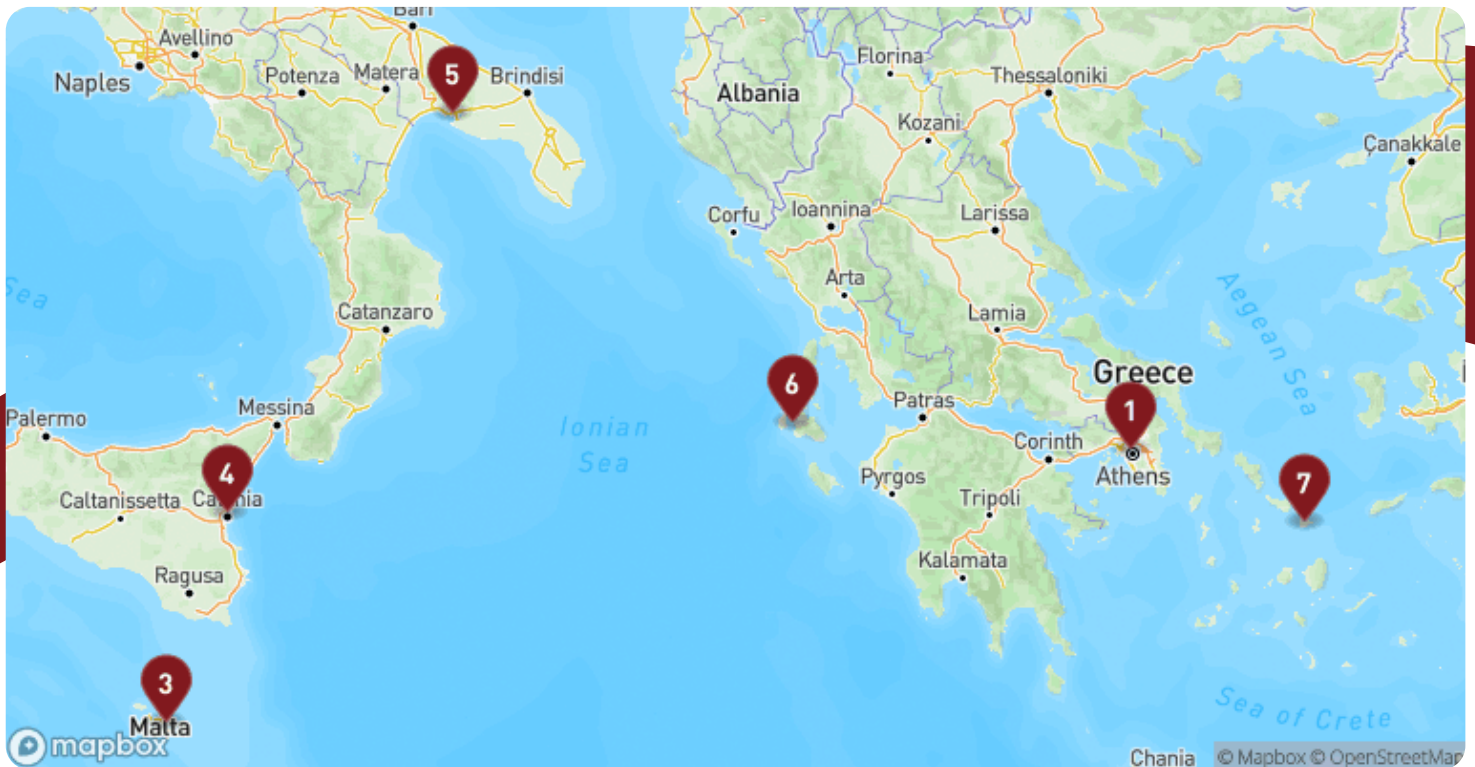 Bari
Avellino
Naples
Potenza
Matera
5
Brindisi
Albania
Florina
Thessaloniki
Kozani
Çanakkale
Corfu
Ioannina
Larissa
Sea
Arta
Aegean Sea
Catanzaro
Lamia
Greece
6
1
Palermo
Messina
Ionian
Sea
Patras
Corinth
Athens
4
Caltanissetta
Pyrgos
Tripoli
7
Ragusa
Kalamata
3
Malta
Sea of Crete
mapbox
Chania
© Mapbox © OpenStreetMap